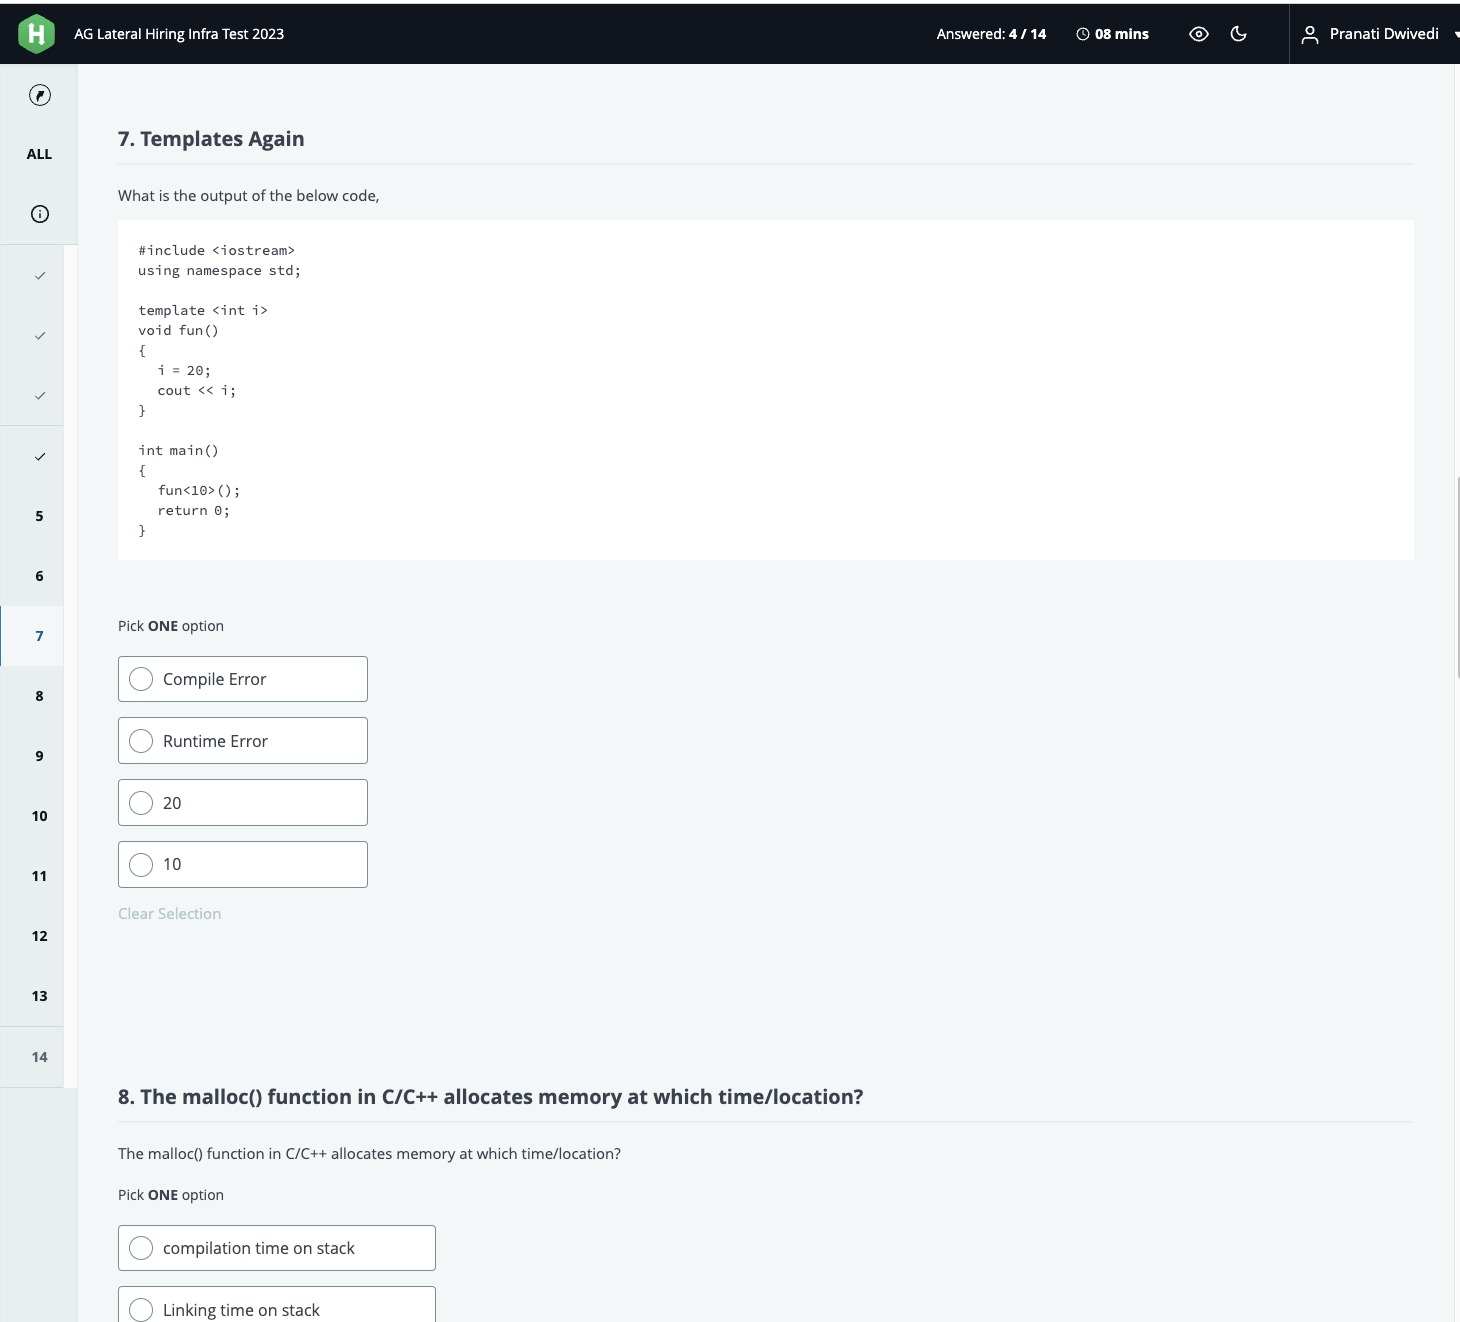 AG Lateral Hiring Infra Test 2023
Answered: 4 / 14
08 mins
Pranati Dwivedi
ALL
5
6
7
8
9
10
11
12
13
14
7. Templates Again
What is the output of the below code,
#include <iostream>
using namespace std;
template <int i>
void fun()
{
i = 20;
cout << i;
}
int main()
{
fun<10>();
return 0;
}
Pick ONE option
Compile Error
Runtime Error
20
10
Clear Selection
8. The malloc() function in C/C++ allocates memory at which time/location?
The malloc() function in C/C++ allocates memory at which time/location?
Pick ONE option
compilation time on stack
Linking time on stack